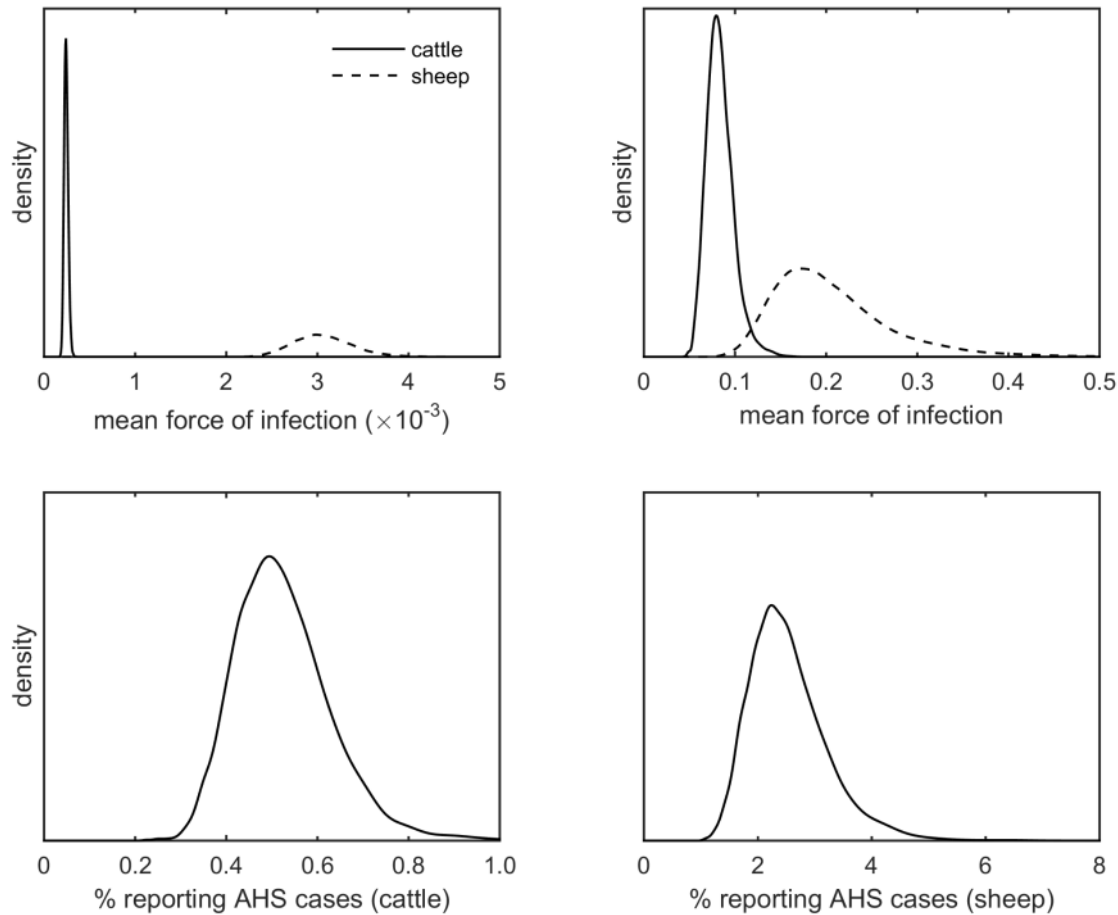 cattle
sheep
density
0 1 2 3 4 5
mean force of infection (×10⁻³)
density
0 0.1 0.2 0.3 0.4 0.5
mean force of infection
density
0 0.2 0.4 0.6 0.8 1.0
% reporting AHS cases (cattle)
0 2 4 6 8
% reporting AHS cases (sheep)